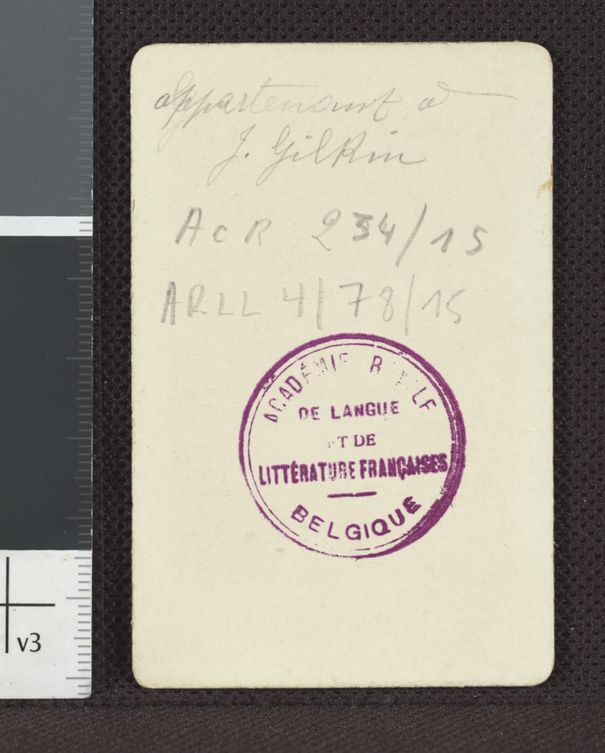 appartenant à
J. Gilkin
AcR 234/15
ARLL 4/78/15
ACADÉMIE ROYALE
DE LANGUE
ET DE
LITTÉRATURE FRANÇAISES
BELGIQUE
v3